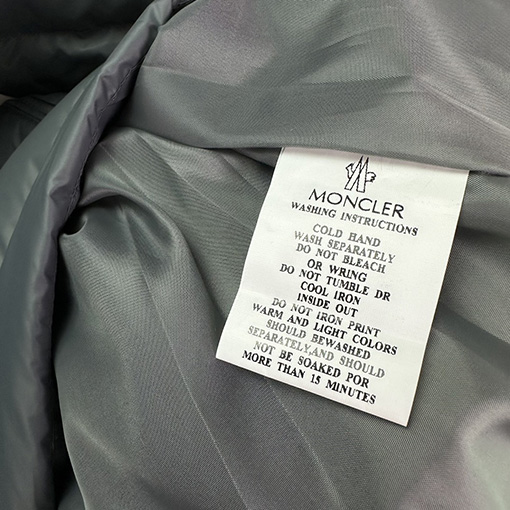 MONCLER
WASHING INSTRUCTIONS
COLD HAND
WASH SEPARATELY
DO NOT BLEACH
OR WRING
DO NOT TUMBLE DR
COOL IRON
INSIDE OUT
DO NOT IRON PRINT
WARM AND LIGHT COLORS
SHOULD BEWASHED
SEPARATELY,AND SHOULD
NOT BE SOAKED POR
MORE THAN 15 MINUTES